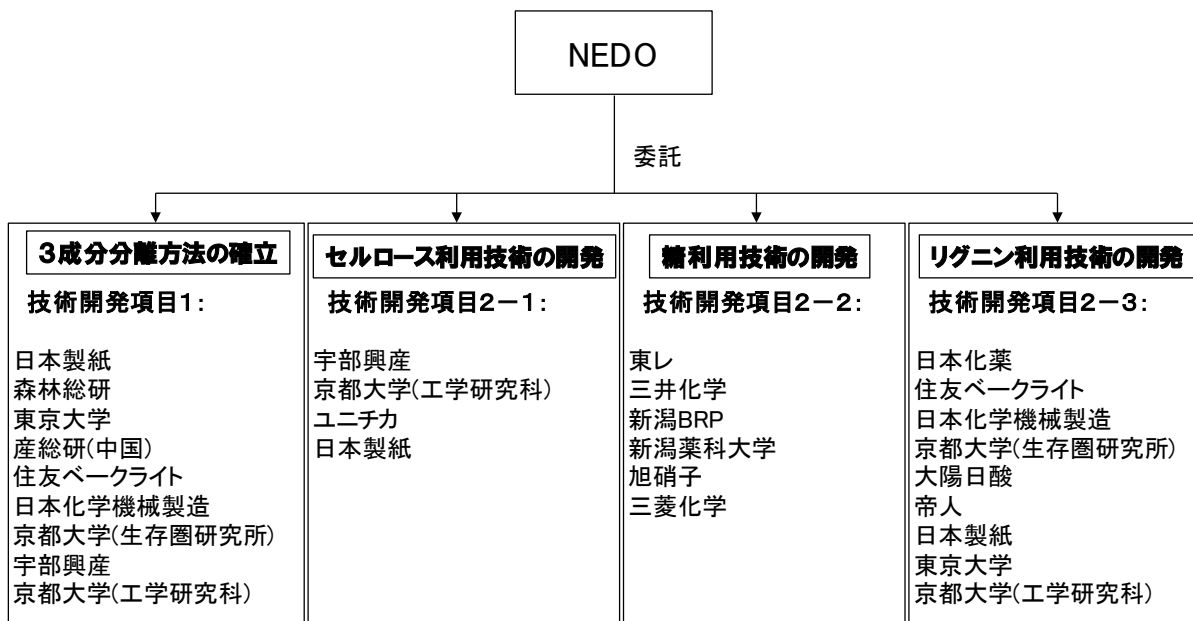 NEDO
委託
3成分分離方法の確立
技術開発項目1:
日本製紙
森林総研
東京大学
産総研(中国)
住友ベークライト
日本化学機械製造
京都大学(生存圏研究所)
宇部興産
京都大学(工学研究科)
セルロース利用技術の開発
技術開発項目2-1:
宇部興産
京都大学(工学研究科)
ユニチカ
日本製紙
糖利用技術の開発
技術開発項目2-2:
東レ
三井化学
新潟BRP
新潟薬科大学
旭硝子
三菱化学
リグニン利用技術の開発
技術開発項目2-3:
日本化薬
住友ベークライト
日本化学機械製造
京都大学(生存圏研究所)
大陽日酸
帝人
日本製紙
東京大学
京都大学(工学研究科)